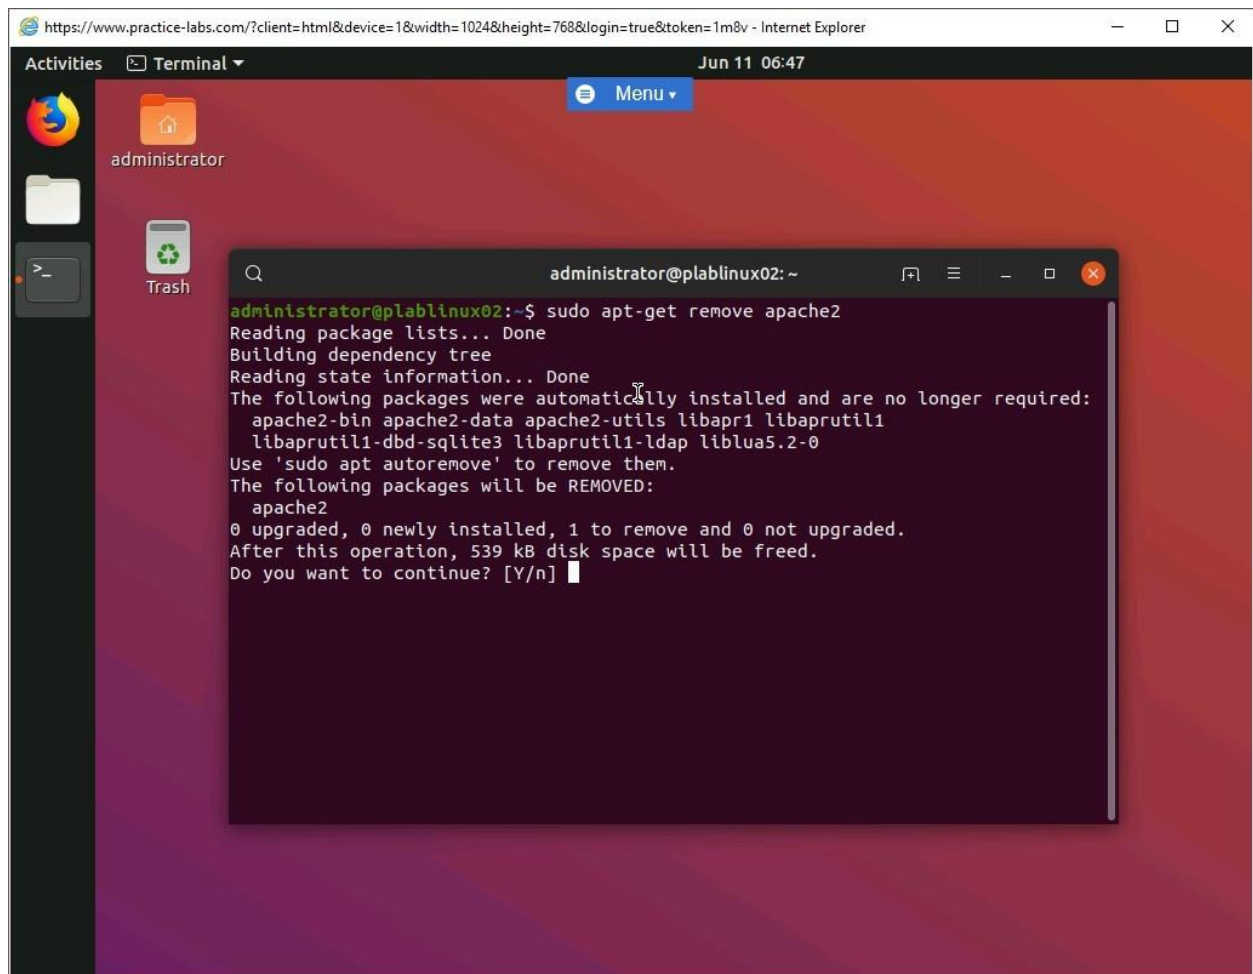 https://www.practice-labs.com/?client=html&device=1&width=1024&height=768&login=true&token=1m8v - Internet Explorer
Activities Terminal Jun 11 06:47
Menu
administrator
Trash
administrator@plablinux02: ~
administrator@plablinux02:~$ sudo apt-get remove apache2
Reading package lists... Done
Building dependency tree
Reading state information... Done
The following packages were automatically installed and are no longer required:
apache2-bin apache2-data apache2-utils libapr1 libaprutil1
libaprutil1-dbd-sqlite3 libaprutil1-ldap liblua5.2-0
Use 'sudo apt autoremove' to remove them.
The following packages will be REMOVED:
apache2
0 upgraded, 0 newly installed, 1 to remove and 0 not upgraded.
After this operation, 539 kB disk space will be freed.
Do you want to continue? [Y/n]